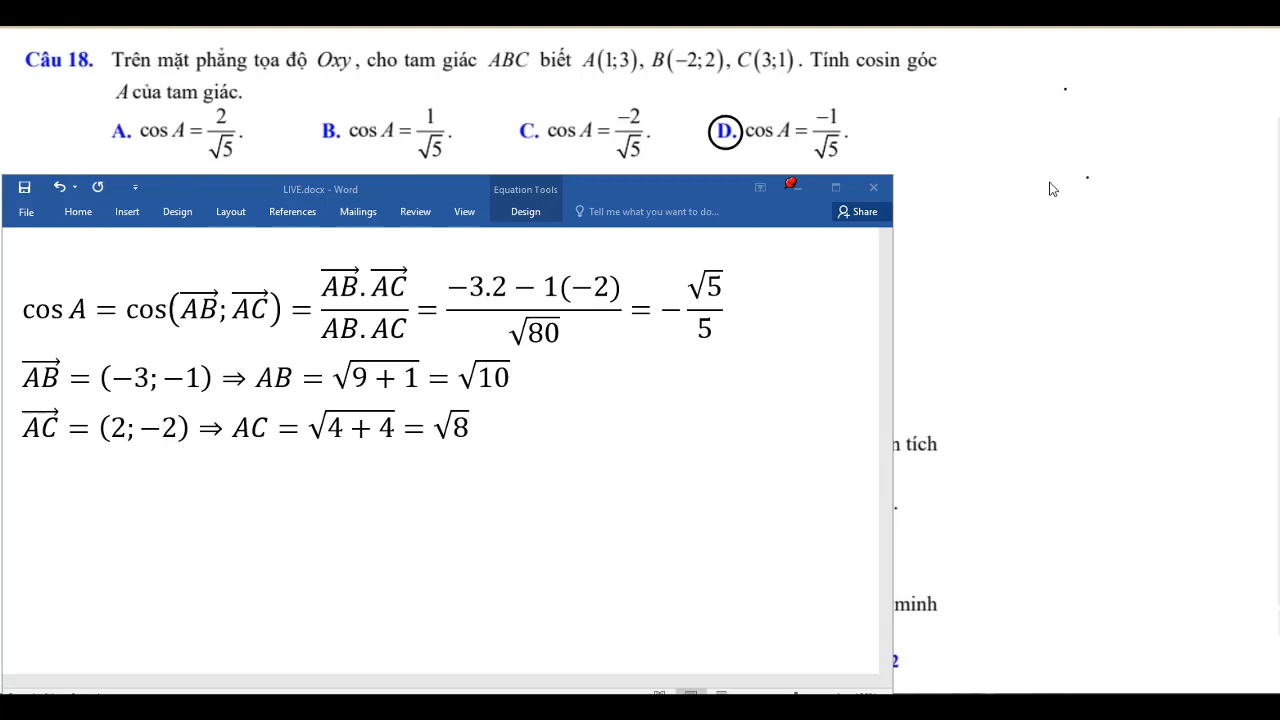 Câu 18. Trên mặt phẳng tọa độ Oxy, cho tam giác ABC biết A(1;3), B(−2;2), C(3;1). Tính cosin góc
A của tam giác.
A. cos A = 2/√5. B. cos A = 1/√5. C. cos A = −2/√5. D. cos A = −1/√5.
LIVE.docx - Word Equation Tools
File Home Insert Design Layout References Mailings Review View Design Tell me what you want to do... Share
cos A = cos(AB⃗; AC⃗) = AB⃗. AC⃗ / AB. AC = −3.2 − 1(−2) / √80 = − √5/5
AB⃗ = (−3; −1) ⇒ AB = √(9 + 1) = √10
AC⃗ = (2; −2) ⇒ AC = √(4 + 4) = √8
tích
minh
2